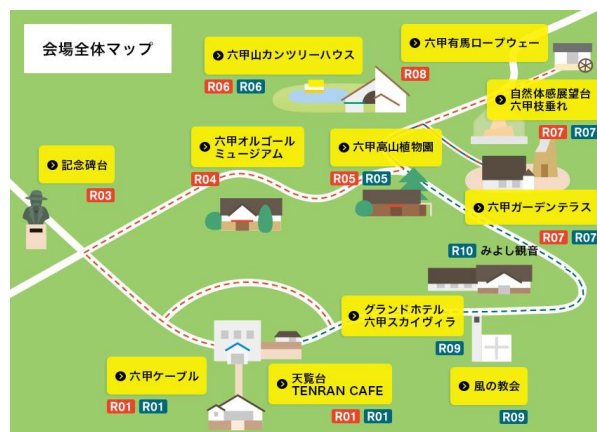 会場全体マップ
六甲山カンツリーハウス
R06 R06
六甲有馬ロープウェー
R08
自然体感展望台
六甲枝垂れ
R07 R07
六甲オルゴール
ミュージアム
R04
六甲高山植物園
R05 R05
記念碑台
R03
六甲ガーデンテラス
R07 R07
R10 みよし観音
グランドホテル
六甲スカイヴィラ
R09
六甲ケーブル
R01 R01
天覧台
TENRAN CAFE
R01 R01
風の教会
R09